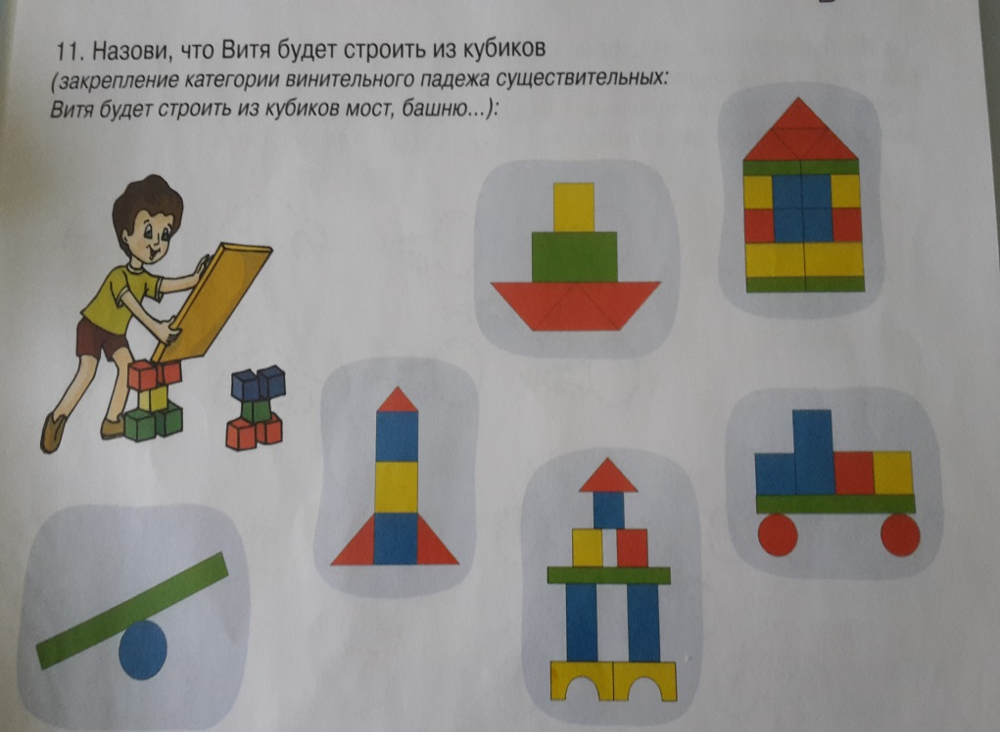 11. Назови, что Витя будет строить из кубиков
(закрепление категории винительного падежа существительных:
Витя будет строить из кубиков мост, башню...):